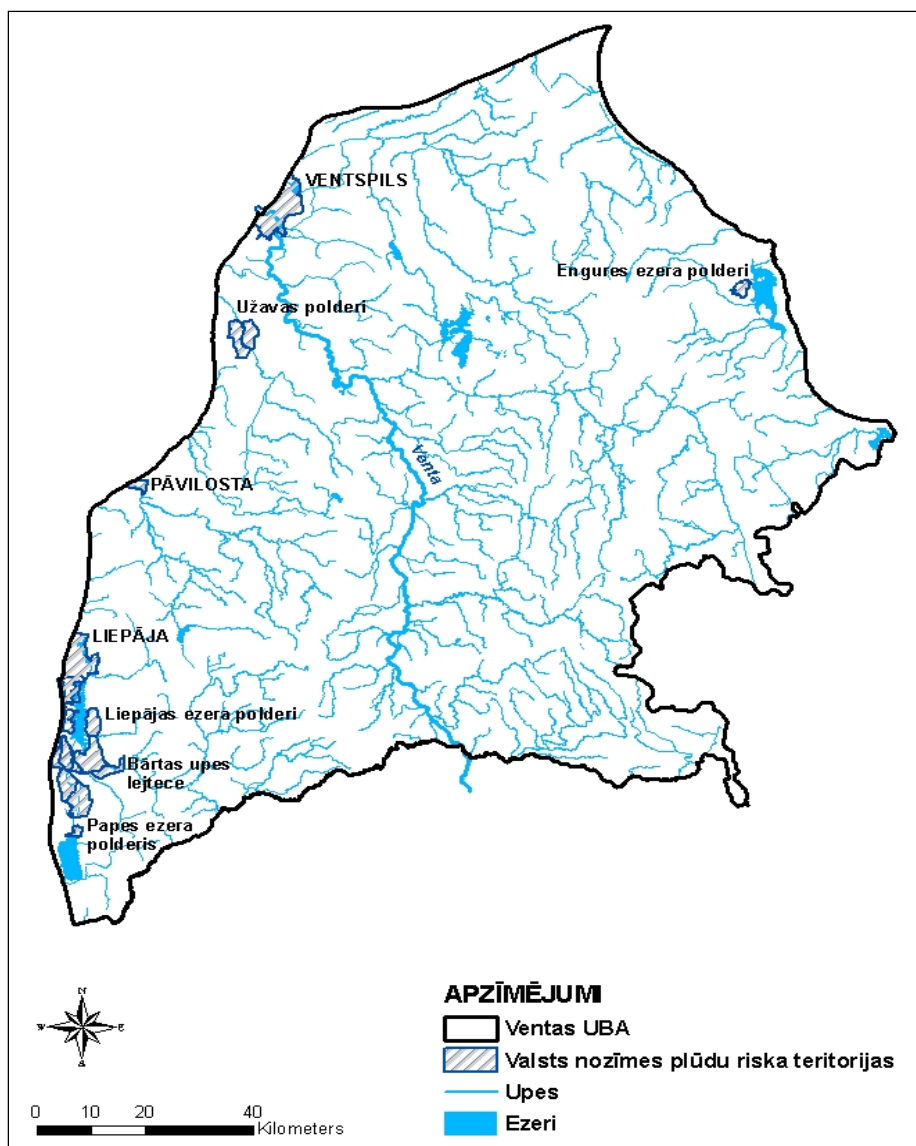 VENTSPILS
Engures ezera polderi
Užavas polderi
Venta
PĀVILOSTA
LIEPĀJA
Liepājas ezera polderi
Bārtas upes
lejtece
Papes ezera
polderis
N
W
E
S
APZĪMĒJUMI
Ventas UBA
Valsts nozīmes plūdu riska teritorijas
Upes
Ezeri
0 10 20 40
Kilometers